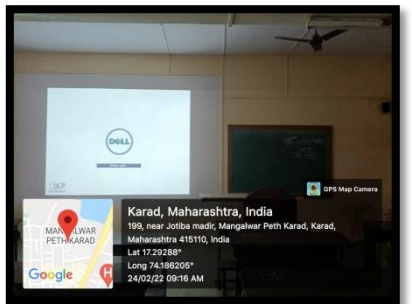 DELL
DLP
GPS Map Camera
MANGALWAR
PETH KARAD
Google
H
Karad, Maharashtra, India
199, near Jotiba madir, Mangalwar Peth Karad, Karad,
Maharashtra 415110, India
Lat 17.29288°
Long 74.186205°
24/02/22 09:16 AM